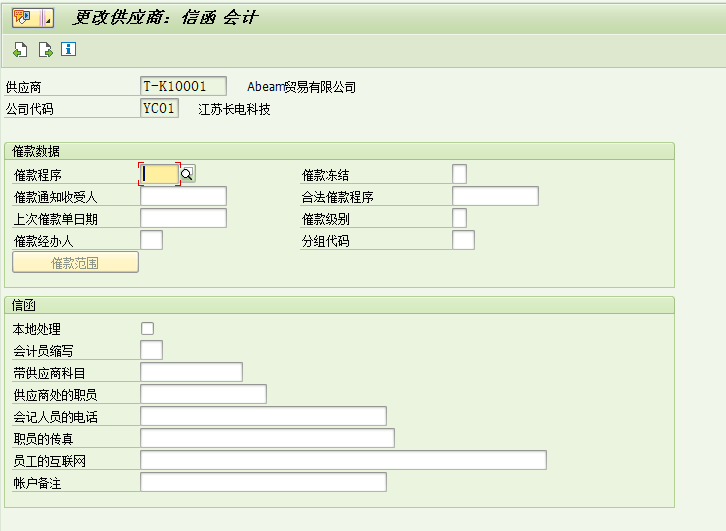 更改供应商：信函 会计
供应商 T-K10001 Abeam贸易有限公司
公司代码 YC01 江苏长电科技
催款数据
催款程序 催款冻结
催款通知收受人 合法催款程序
上次催款单日期 催款级别
催款经办人 分组代码
催款范围
信函
本地处理
会计员缩写
带供应商科目
供应商处的职员
会记人员的电话
职员的传真
员工的互联网
帐户备注